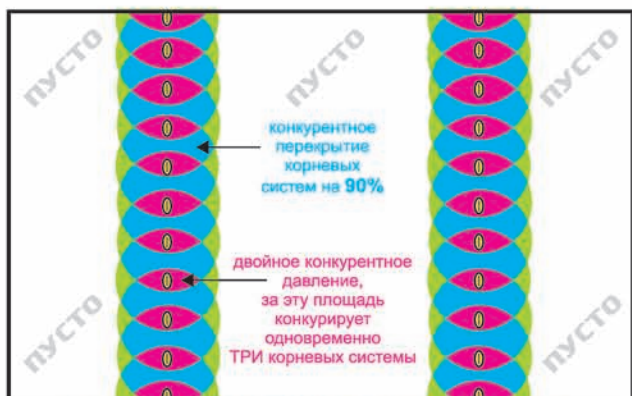 ПУСТО
ПУСТО
ПУСТО
конкурентное
перекрытие
корневых
систем на 90%
двойное конкурентное
давление,
за эту площадь
конкурирует
одновременно
ТРИ корневых системы
ПУСТО
ПУСТО